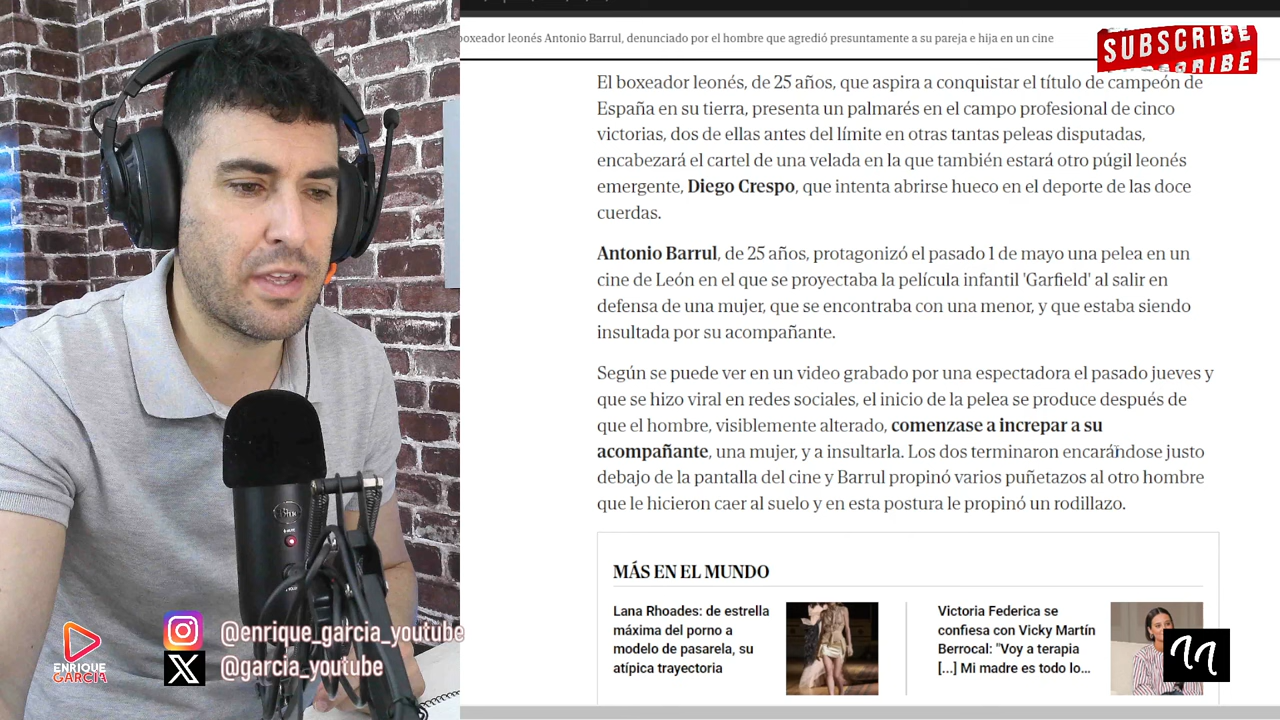 boxeador leonés Antonio Barrul, denunciado por el hombre que agredió presuntamente a su pareja e hija en un cine
SUBSCRIBE
El boxeador leonés, de 25 años, que aspira a conquistar el título de campeón de
España en su tierra, presenta un palmarés en el campo profesional de cinco
victorias, dos de ellas antes del límite en otras tantas peleas disputadas,
encabezará el cartel de una velada en la que también estará otro púgil leonés
emergente, Diego Crespo, que intenta abrirse hueco en el deporte de las doce
cuerdas.
Antonio Barrul, de 25 años, protagonizó el pasado 1 de mayo una pelea en un
cine de León en el que se proyectaba la película infantil 'Garfield' al salir en
defensa de una mujer, que se encontraba con una menor, y que estaba siendo
insultada por su acompañante.
Según se puede ver en un video grabado por una espectadora el pasado jueves y
que se hizo viral en redes sociales, el inicio de la pelea se produce después de
que el hombre, visiblemente alterado, comenzase a increpar a su
acompañante, una mujer, y a insultarla. Los dos terminaron encarándose justo
debajo de la pantalla del cine y Barrul propinó varios puñetazos al otro hombre
que le hicieron caer al suelo y en esta postura le propinó un rodillazo.
MÁS EN EL MUNDO
Lana Rhoades: de estrella
máxima del porno a
modelo de pasarela, su
atípica trayectoria
Victoria Federica se
confiesa con Vicky Martín
Berrocal: "Voy a terapia
[...] Mi madre es todo lo...
ENRIQUE
GARCIA
@enrique_garcia_youtube
@garcia_youtube